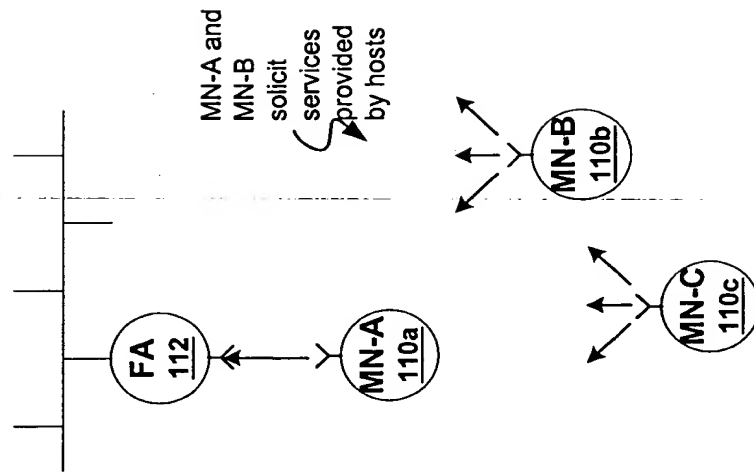 MN-A and
MN-B
solicit
services
provided
by hosts
FA
112
MN-A
110a
MN-B
110b
MN-C
110c